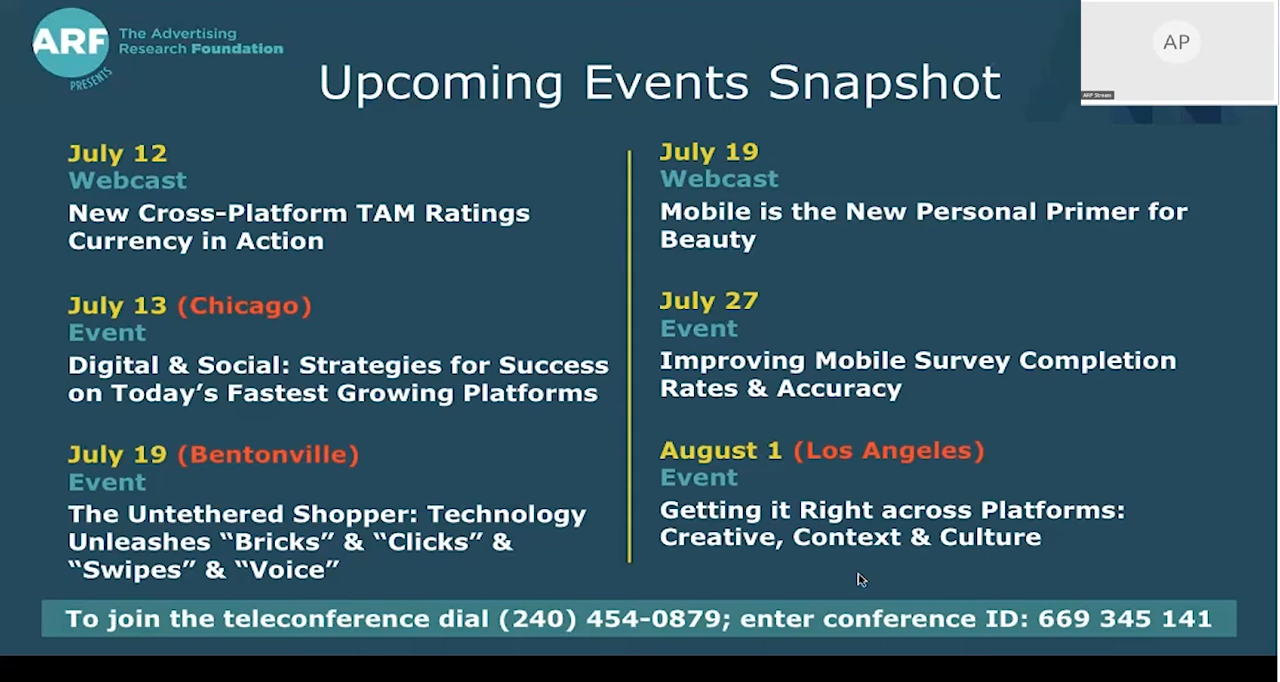 ARF
The Advertising
Research Foundation
PRESENTS
AP
ARF Stream
Upcoming Events Snapshot
July 12
Webcast
New Cross-Platform TAM Ratings
Currency in Action
July 13 (Chicago)
Event
Digital & Social: Strategies for Success
on Today’s Fastest Growing Platforms
July 19 (Bentonville)
Event
The Untethered Shopper: Technology
Unleashes “Bricks” & “Clicks” &
“Swipes” & “Voice”
July 19
Webcast
Mobile is the New Personal Primer for
Beauty
July 27
Event
Improving Mobile Survey Completion
Rates & Accuracy
August 1 (Los Angeles)
Event
Getting it Right across Platforms:
Creative, Context & Culture
To join the teleconference dial (240) 454-0879; enter conference ID: 669 345 141